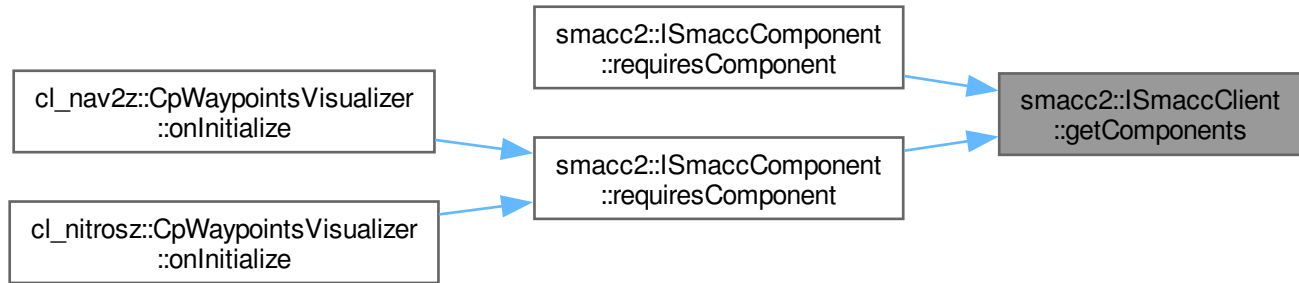 smacc2::ISmaccComponent
::requiresComponent
cl_nav2z::CpWaypointsVisualizer
::onInitialize
smacc2::ISmaccClient
::getComponents
smacc2::ISmaccComponent
::requiresComponent
cl_nitrosz::CpWaypointsVisualizer
::onInitialize